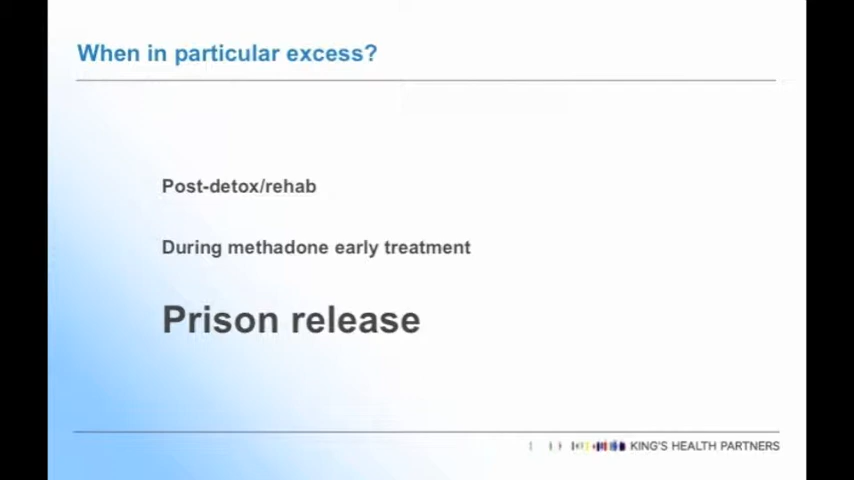 When in particular excess?
Post-detox/rehab
During methadone early treatment
Prison release
KING'S HEALTH PARTNERS